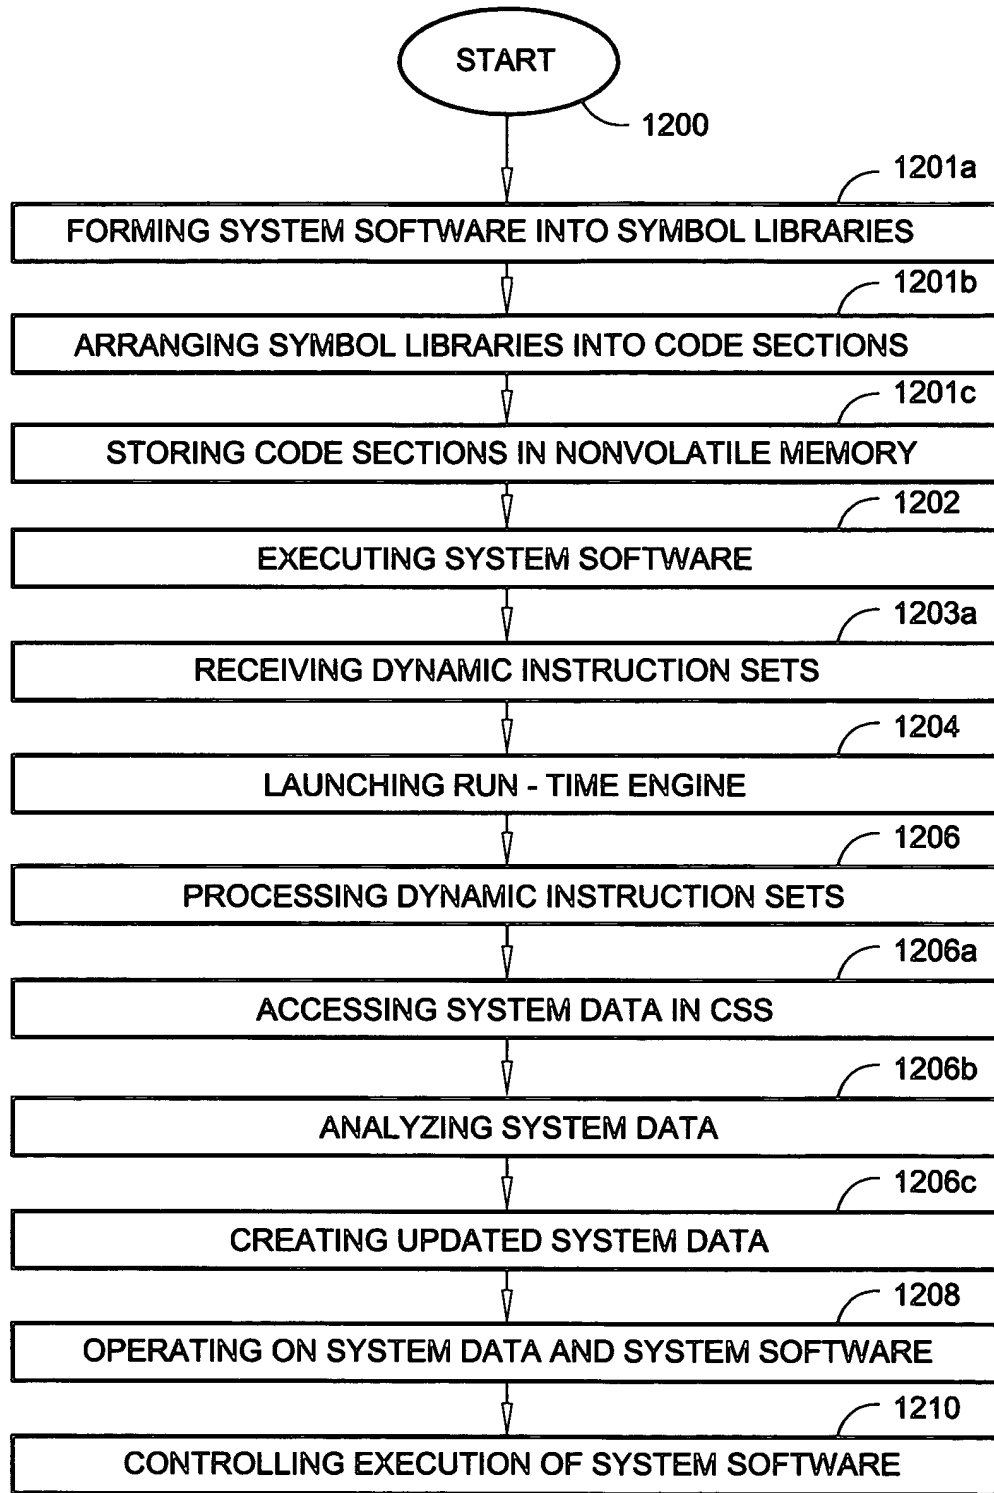 START
1200
1201a
FORMING SYSTEM SOFTWARE INTO SYMBOL LIBRARIES
1201b
ARRANGING SYMBOL LIBRARIES INTO CODE SECTIONS
1201c
STORING CODE SECTIONS IN NONVOLATILE MEMORY
1202
EXECUTING SYSTEM SOFTWARE
1203a
RECEIVING DYNAMIC INSTRUCTION SETS
1204
LAUNCHING RUN - TIME ENGINE
1206
PROCESSING DYNAMIC INSTRUCTION SETS
1206a
ACCESSING SYSTEM DATA IN CSS
1206b
ANALYZING SYSTEM DATA
1206c
CREATING UPDATED SYSTEM DATA
1208
OPERATING ON SYSTEM DATA AND SYSTEM SOFTWARE
1210
CONTROLLING EXECUTION OF SYSTEM SOFTWARE